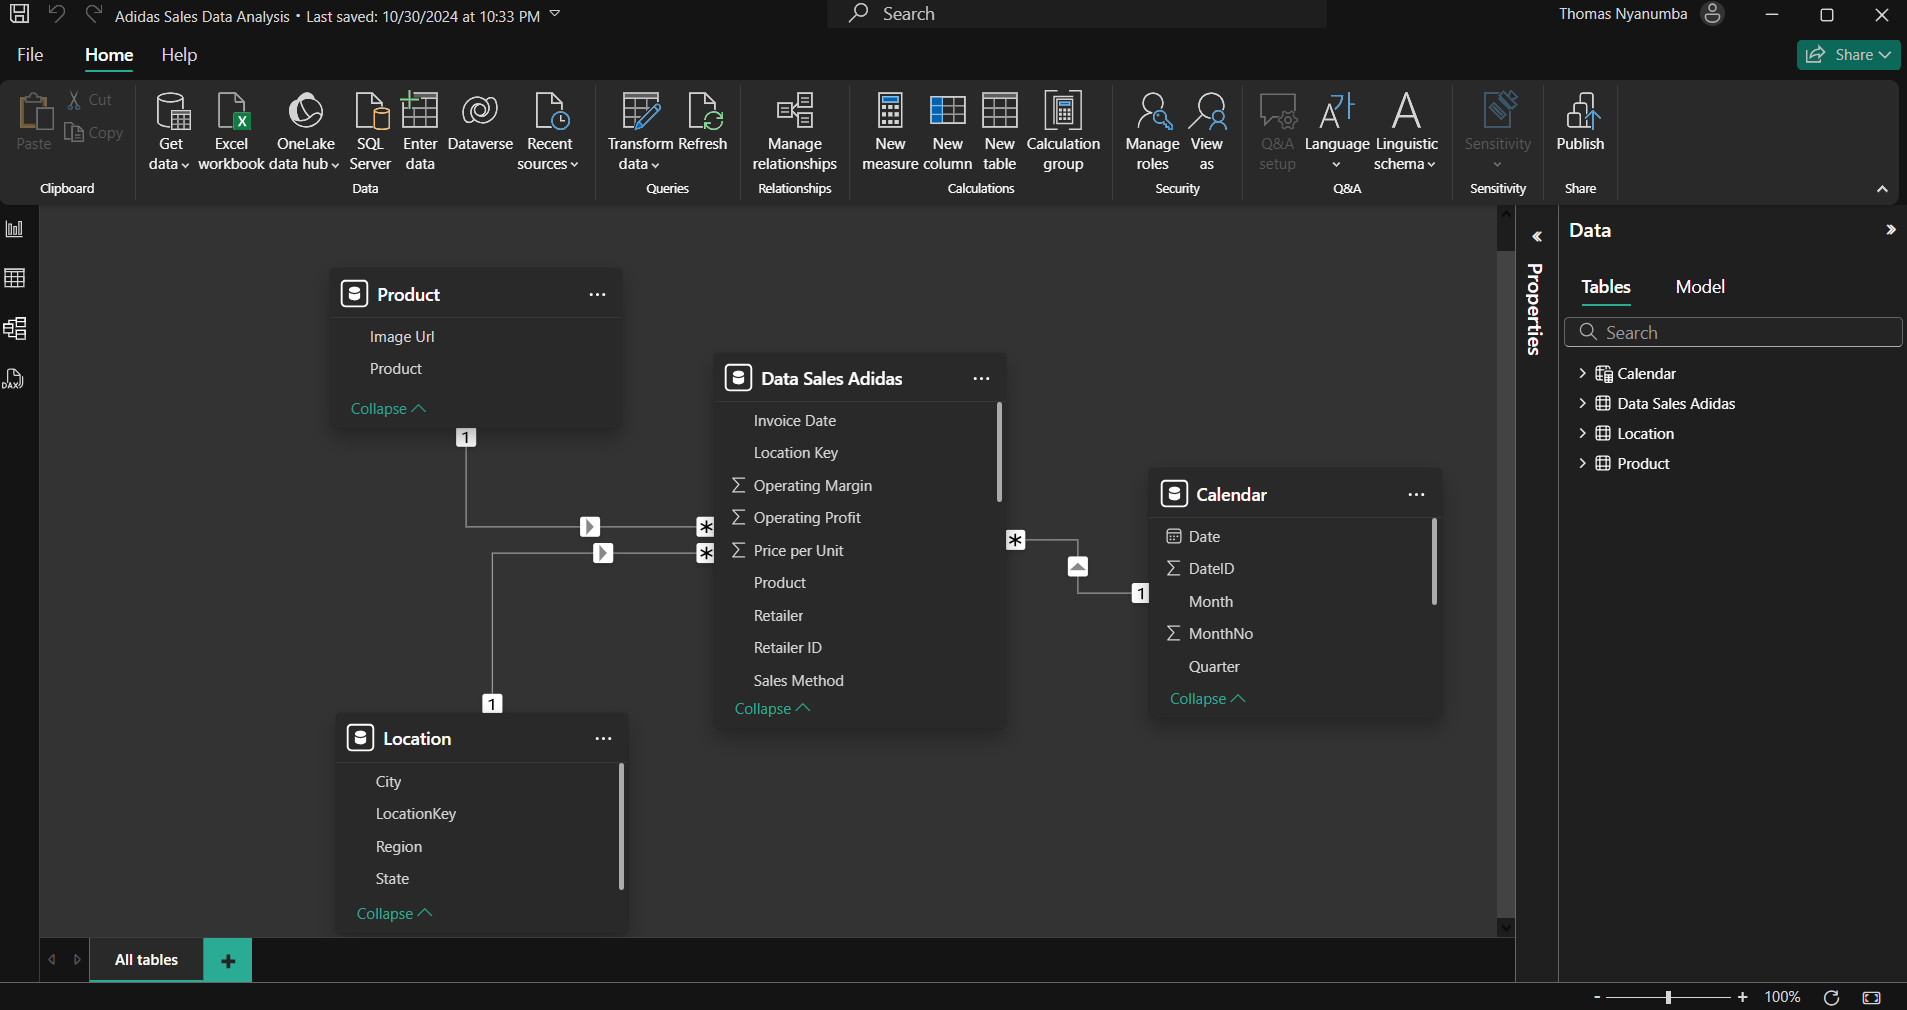 Adidas Sales Data Analysis • Last saved: 10/30/2024 at 10:33 PM
Search
Thomas Nyanumba
File
Home
Help
Share
Paste
Cut
Copy
Clipboard
Get data
Excel workbook
OneLake data hub
SQL Server
Enter data
Dataverse
Recent sources
Data
Transform data
Refresh
Queries
Manage relationships
Relationships
New measure
New column
New table
Calculation group
Calculations
Manage roles
View as
Security
Q&A setup
Language
Linguistic schema
Q&A
Sensitivity
Sensitivity
Publish
Share
DAX
Product
Image Url
Product
Collapse
1
*
*
1
Data Sales Adidas
Invoice Date
Location Key
∑ Operating Margin
∑ Operating Profit
∑ Price per Unit
Product
Retailer
Retailer ID
Sales Method
Collapse
*
1
Calendar
Date
∑ DateID
Month
∑ MonthNo
Quarter
Collapse
Location
City
LocationKey
Region
State
Collapse
Properties
Data
Tables
Model
Search
Calendar
Data Sales Adidas
Location
Product
All tables
+
- + 100%